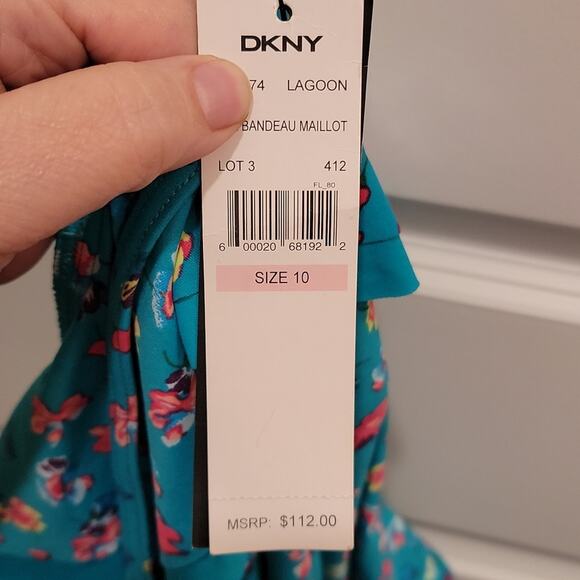 DKNY
74 LAGOON
BANDEAU MAILLOT
LOT 3 412
FL_80
6 00020 68192 2
SIZE 10
MSRP: $112.00